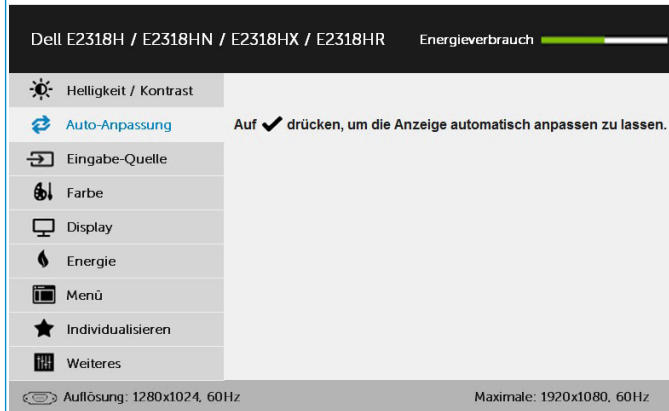 Dell E2318H / E2318HN / E2318HX / E2318HR Energieverbrauch
Helligkeit / Kontrast
Auto-Anpassung Auf ✔ drücken, um die Anzeige automatisch anpassen zu lassen.
Eingabe-Quelle
Farbe
Display
Energie
Menü
Individualisieren
Weiteres
Auflösung: 1280x1024, 60Hz Maximale: 1920x1080, 60Hz